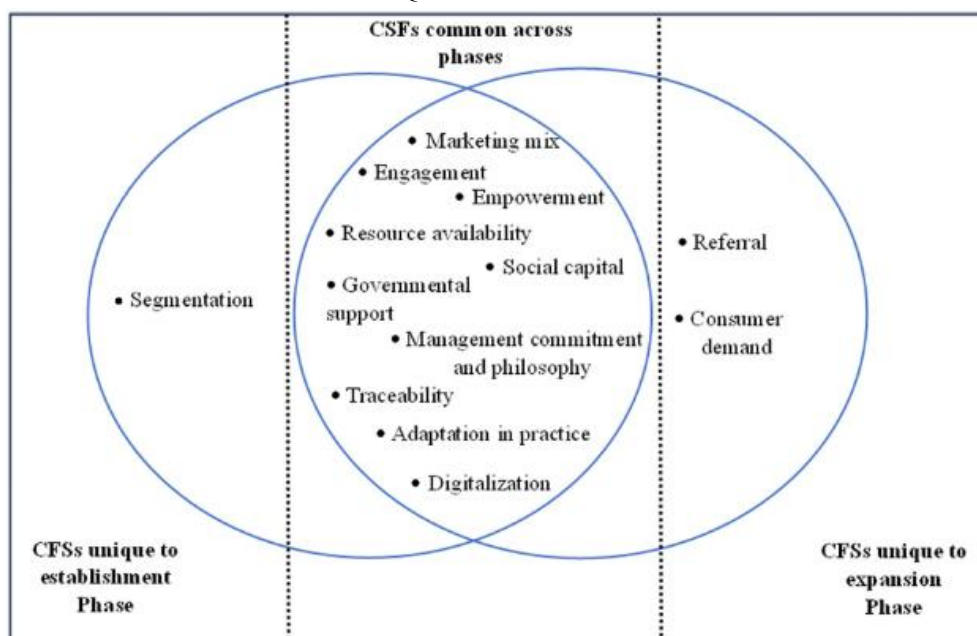 CSFs common across
phases
• Marketing mix
• Engagement
• Empowerment
• Resource availability
• Social capital
• Governmental
support
• Management commitment
and philosophy
• Traceability
• Adaptation in practice
• Digitalization
• Segmentation
• Referral
• Consumer
demand
CFSs unique to
establishment
Phase
CFSs unique to
expansion
Phase